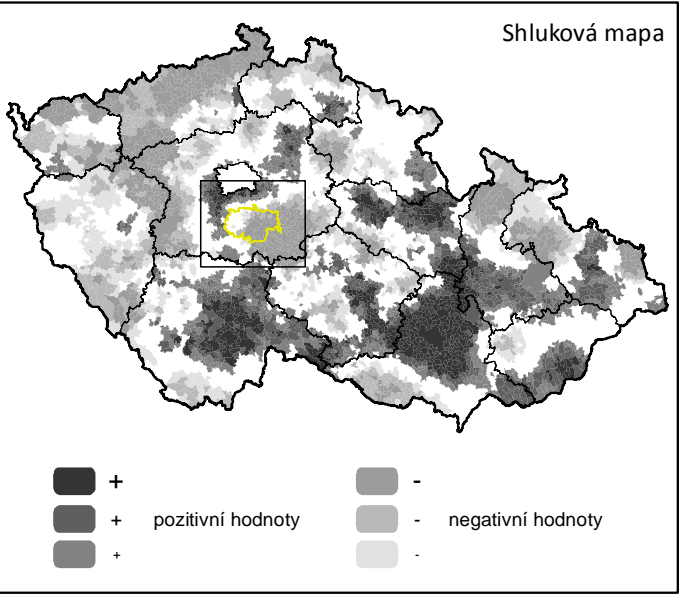 Shluková mapa
+ -
+ pozitivní hodnoty - negativní hodnoty
+ -